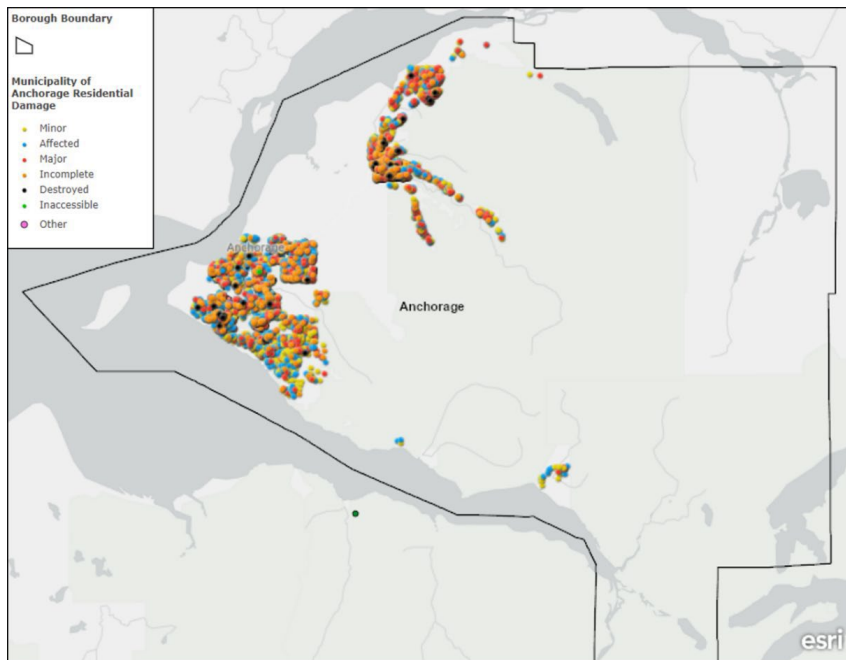 Borough Boundary
Municipality of
Anchorage Residential
Damage
Minor
Affected
Major
Incomplete
Destroyed
Inaccessible
Other
Anchorage
Anchorage
esri